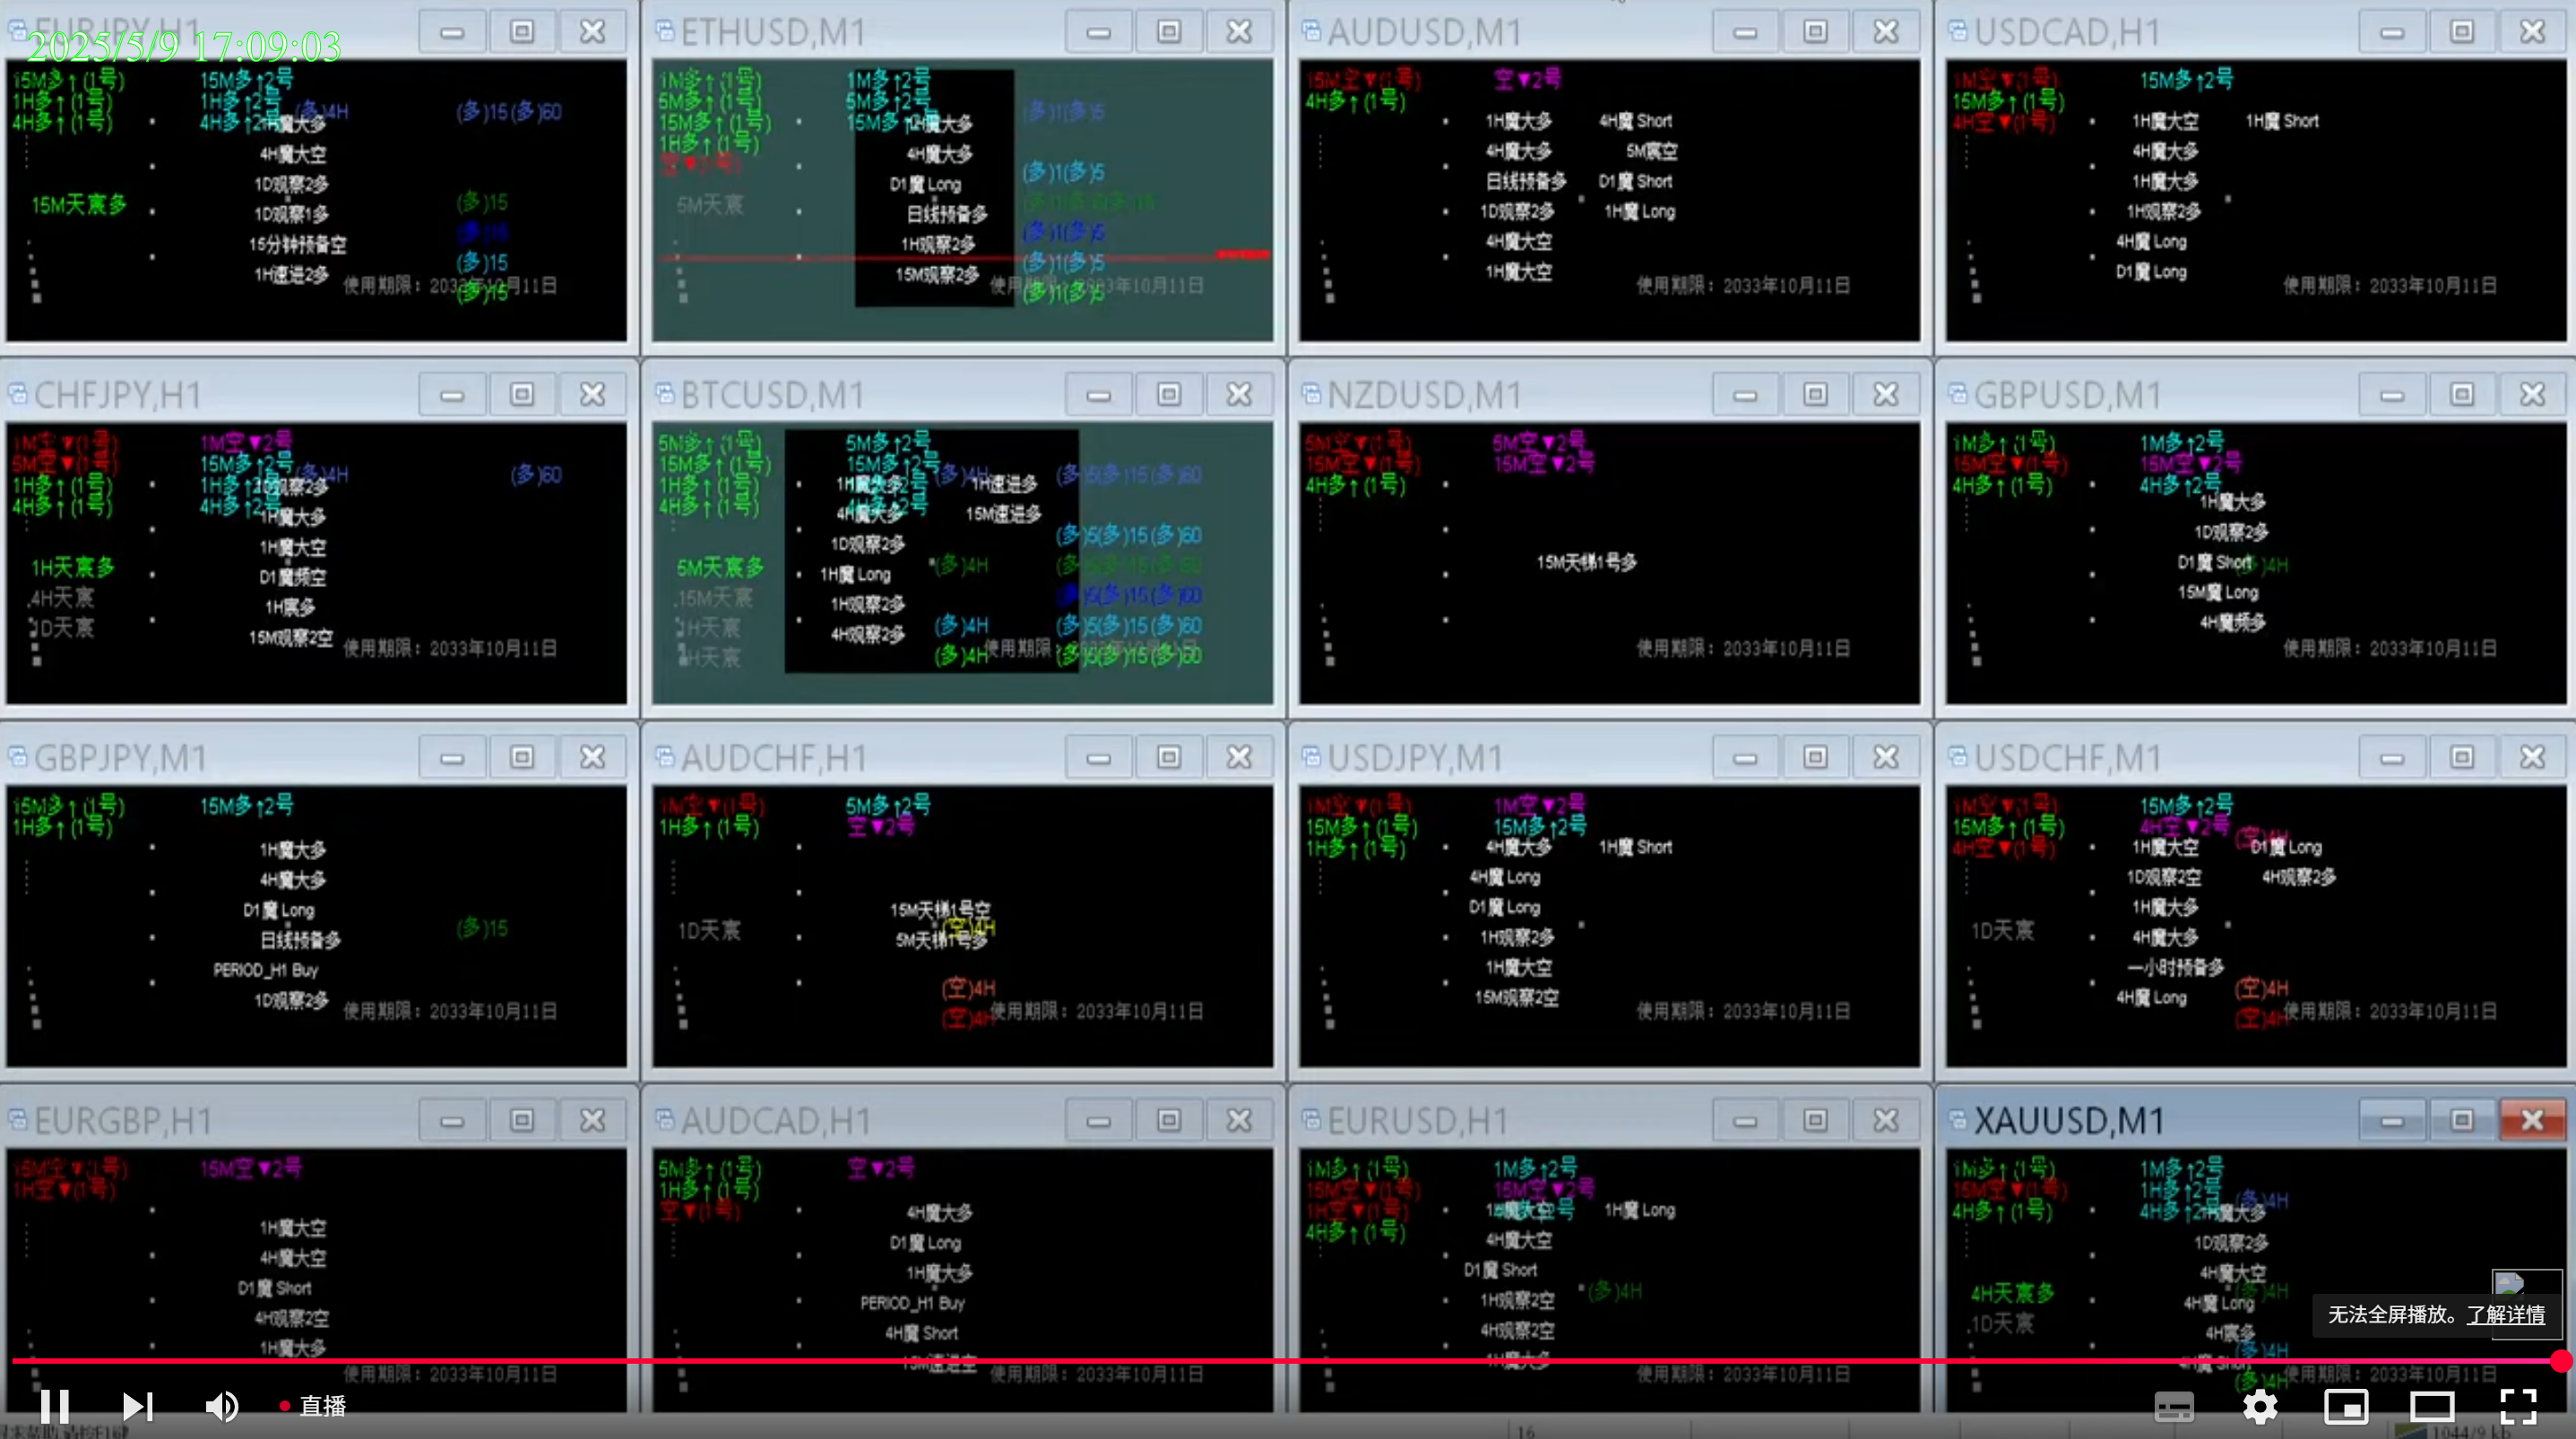 EURJPY,H1
2025/5/9 17:09:03
15M多↑(1号)
1H多↑(1号)
4H多↑(1号)
15M多↑2号
1H多↑2号
4H多↑2号
(多)4H
(多)15(多)60
1H魔大多
4H魔大空
1D观察2多
1D观察1多
15分钟预备空
1H速进2多
15M天宸多
(多)15
(多)15
(多)15
(多)15
使用期限：2033年10月11日
ETHUSD,M1
1M多↑(1号)
5M多↑(1号)
15M多↑(1号)
1H多↑(1号)
空▼(1号)
1M多↑2号
5M多↑2号
15M多↑2号
4H魔大多
D1魔 Long
日线预备多
1H观察2多
15M观察2多
5M天宸
(多)1(多)5
(多)1(多)5
(多)1(多)5
(多)1(多)5
(多)1(多)5
AUDUSD,M1
15M空▼(1号)
4H多↑(1号)
空▼2号
1H魔大多
4H魔 Short
4H魔大多
5M宸空
日线预备多
D1魔 Short
1D观察2多
1H魔 Long
4H魔大空
1H魔大空
使用期限：2033年10月11日
USDCAD,H1
1M空▼(1号)
15M多↑(1号)
4H空▼(1号)
15M多↑2号
1H魔大空
1H魔 Short
4H魔大多
1H魔大多
1H观察2多
4H魔 Long
D1魔 Long
使用期限：2033年10月11日
CHFJPY,H1
1M空▼(1号)
5M空▼(1号)
1H多↑(1号)
4H多↑(1号)
1M空▼2号
15M多↑2号
1H多↑2号
4H多↑2号
(多)4H
(多)60
1D观察2多
1H魔大多
1H魔大空
D1魔频空
1H宸多
15M观察2空
1H天宸多
4H天宸
1D天宸
使用期限：2033年10月11日
BTCUSD,M1
5M多↑(1号)
15M多↑(1号)
1H多↑(1号)
4H多↑(1号)
5M多↑2号
15M多↑2号
(多)4H
(多)5(多)15(多)60
1H魔大多
1H速进多
4H魔大多
15M速进多
1D观察2多
1H魔 Long
1H观察2多
4H观察2多
5M天宸多
15M天宸
1H天宸
4H天宸
(多)5(多)15(多)60
(多)4H
(多)5(多)15(多)60
(多)5(多)15(多)60
(多)4H
(多)5(多)15(多)60
(多)4H
(多)5(多)15(多)60
NZDUSD,M1
5M空▼(1号)
15M空▼(1号)
4H多↑(1号)
5M空▼2号
15M空▼2号
15M天梯1号多
使用期限：2033年10月11日
GBPUSD,M1
1M多↑(1号)
15M空▼(1号)
4H多↑(1号)
1M多↑2号
15M空▼2号
4H多↑2号
1H魔大多
1D观察2多
D1魔 Short
(多)4H
15M魔 Long
4H魔频多
使用期限：2033年10月11日
GBPJPY,M1
15M多↑(1号)
1H多↑(1号)
15M多↑2号
1H魔大多
4H魔大多
D1魔 Long
日线预备多
PERIOD_H1 Buy
1D观察2多
(多)15
使用期限：2033年10月11日
AUDCHF,H1
1M空▼(1号)
1H多↑(1号)
5M多↑2号
空▼2号
15M天梯1号空
(空)4H
5M天梯1号多
1D天宸
(空)4H
(空)4H
使用期限：2033年10月11日
USDJPY,M1
1M空▼(1号)
15M多↑(1号)
1H多↑(1号)
1M空▼2号
15M多↑2号
4H魔大多
1H魔 Short
4H魔 Long
D1魔 Long
1H观察2多
1H魔大空
15M观察2空
使用期限：2033年10月11日
USDCHF,M1
1M空▼(1号)
15M多↑(1号)
4H空▼(1号)
15M多↑2号
4H空▼2号
(空)4H
1H魔大空
D1魔 Long
1D观察2空
4H观察2多
1H魔大多
4H魔大多
一小时预备多
4H魔 Long
1D天宸
(空)4H
(空)4H
使用期限：2033年10月11日
EURGBP,H1
15M空▼(1号)
1H空▼(1号)
15M空▼2号
1H魔大空
4H魔大空
D1魔 Short
4H观察2空
1H魔大多
使用期限：2033年10月11日
AUDCAD,H1
5M多↑(1号)
1H多↑(1号)
空▼(1号)
空▼2号
4H魔大多
D1魔 Long
1H魔大多
PERIOD_H1 Buy
4H魔 Short
15M速进空
使用期限：2033年10月11日
EURUSD,H1
1M多↑(1号)
15M空▼(1号)
1H空▼(1号)
4H多↑(1号)
1M多↑2号
15M空▼2号
1H魔 Long
4H魔大空
D1魔 Short
1H观察2空
(多)4H
4H观察2空
1H魔大多
使用期限：2033年10月11日
XAUUSD,M1
1M多↑(1号)
15M空▼(1号)
4H多↑(1号)
1M多↑2号
1H多↑2号
4H多↑2号
(多)4H
1H魔大多
1D观察2多
4H魔大空
(多)4H
4H魔 Long
4H宸多
4H魔 Short
4H天宸多
1D天宸
(多)4H
(多)4H
使用期限：2033年10月11日
无法全屏播放。了解详情
直播
16
1044/9 kb